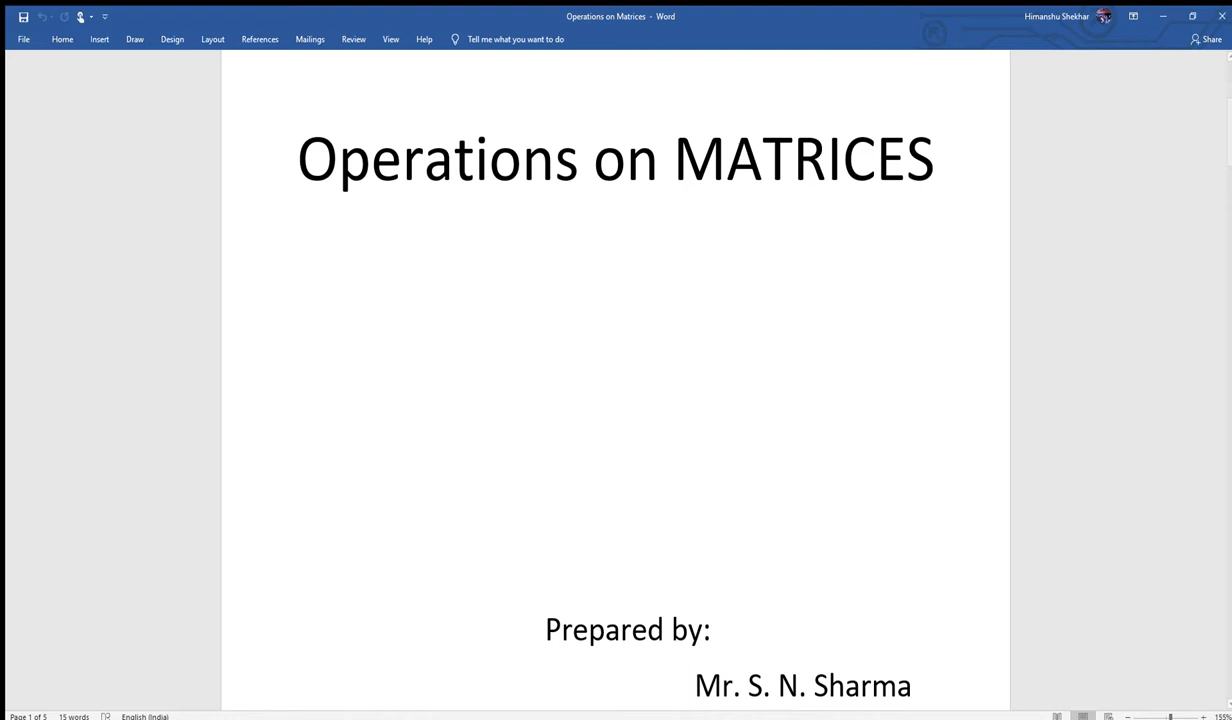 Operations on Matrices - Word
Himanshu Shekhar
File Home Insert Draw Design Layout References Mailings Review View Help Tell me what you want to do Share
Operations on MATRICES
Prepared by:
Mr. S. N. Sharma
Page 1 of 5 15 words English (India) 155%